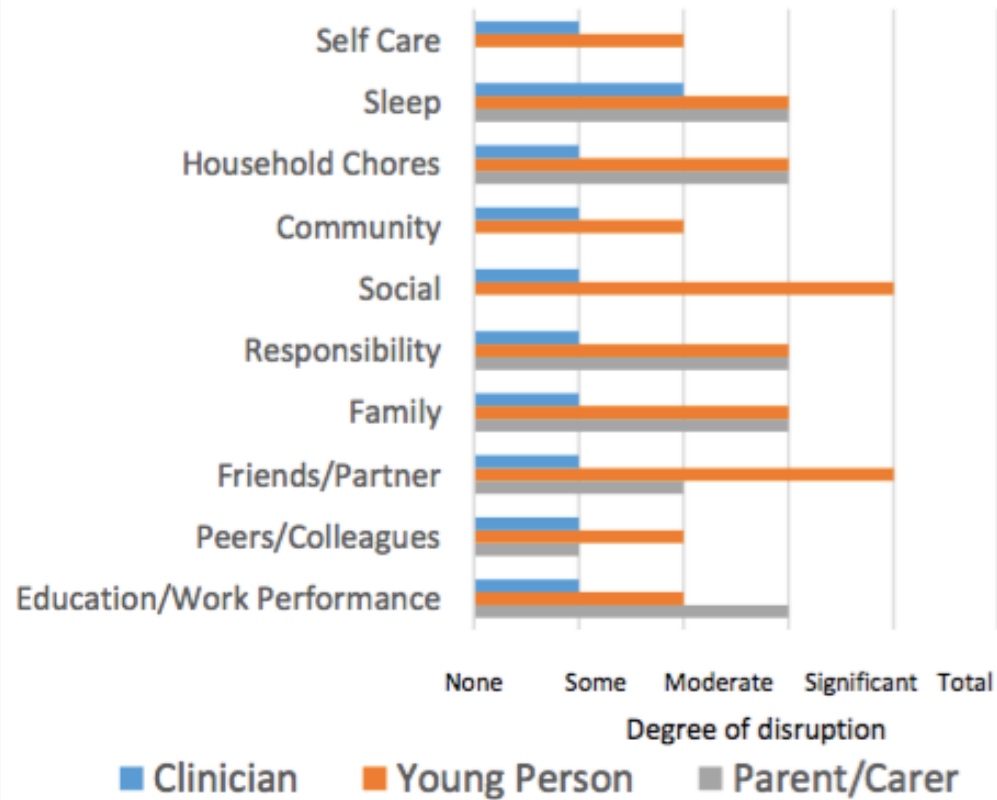 Self Care
Sleep
Household Chores
Community
Social
Responsibility
Family
Friends/Partner
Peers/Colleagues
Education/Work Performance
None Some Moderate Significant Total
Degree of disruption
Clinician Young Person Parent/Carer